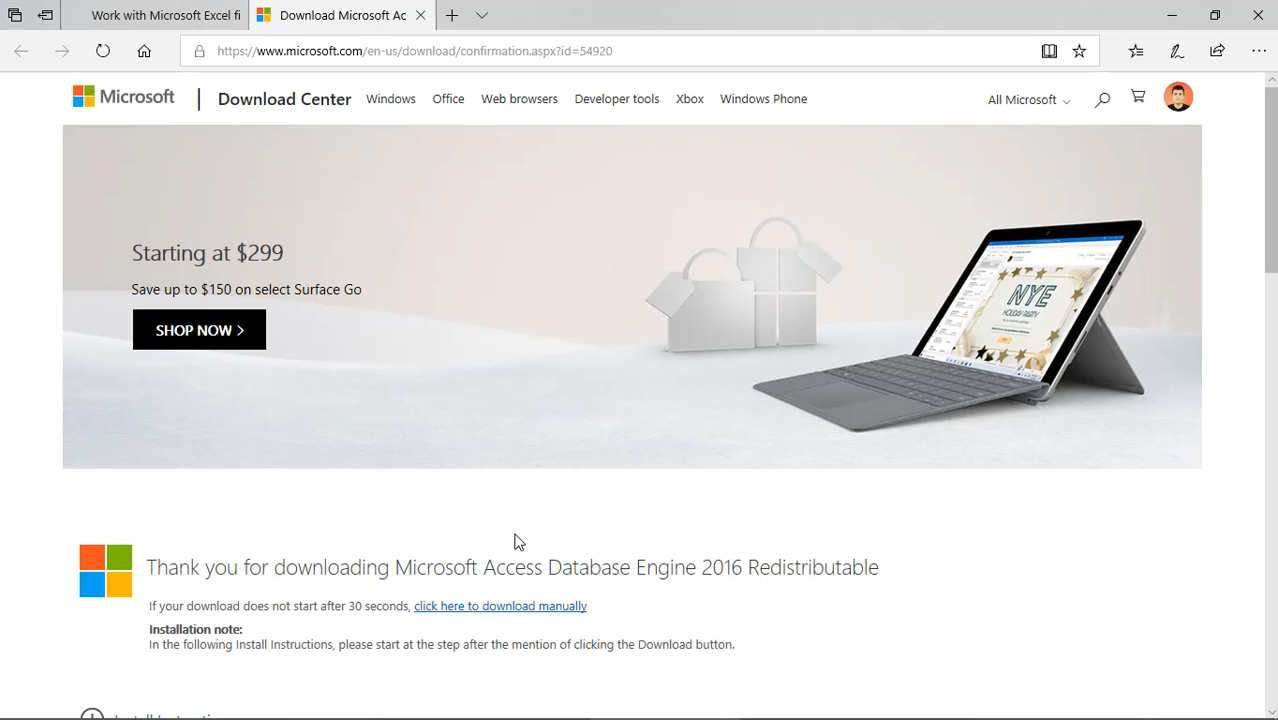 Work with Microsoft Excel fi
Download Microsoft Ac
https://www.microsoft.com/en-us/download/confirmation.aspx?id=54920
Microsoft
Download Center
Windows
Office
Web browsers
Developer tools
Xbox
Windows Phone
All Microsoft
Starting at $299
Save up to $150 on select Surface Go
SHOP NOW
NYE
HOLIDAY PARTY
Thank you for downloading Microsoft Access Database Engine 2016 Redistributable
If your download does not start after 30 seconds, click here to download manually
Installation note:
In the following Install Instructions, please start at the step after the mention of clicking the Download button.